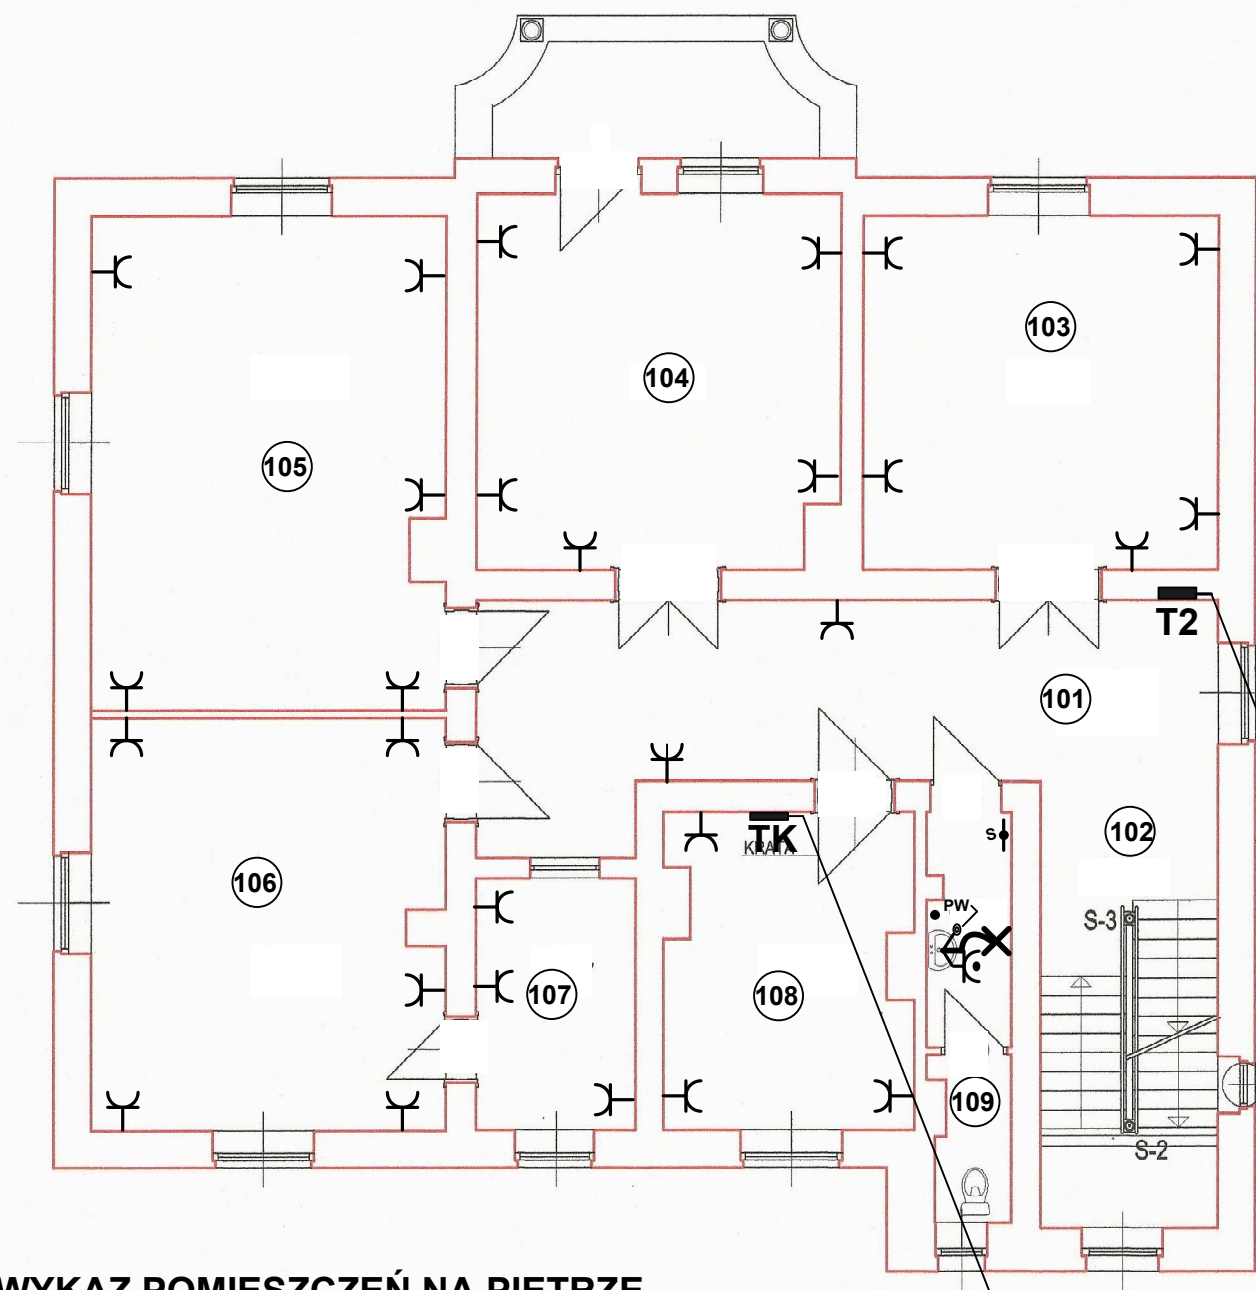 103
104
105
T2
101
102
TK
KRATA
S
106
PW
S-3
107
108
109
S-2
WYKAZ POMIESZCZEŃ NA PIĘTRZE